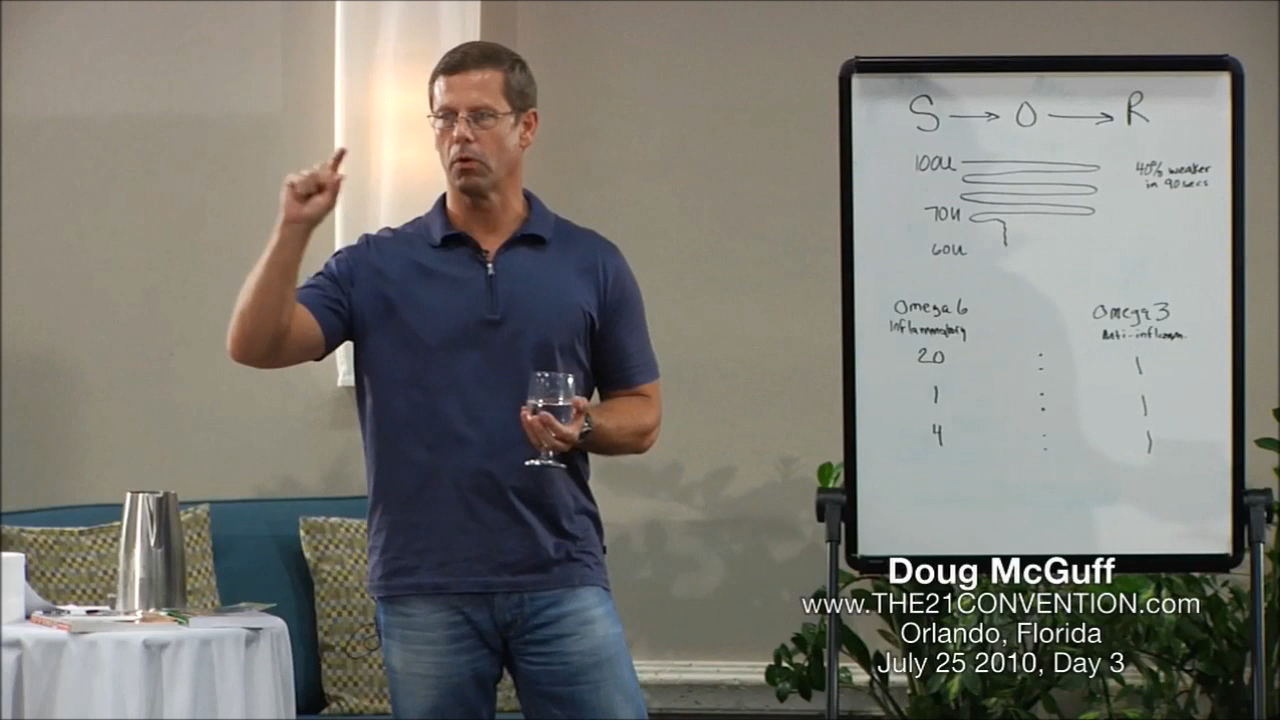 S → O → R
100u
40% weaker
in 90 secs
70u
60u
Omega 6
Inflammatory
Omega 3
Anti-inflamm.
20 : 1
1 : 1
4 : 1
Doug McGuff
www.THE21CONVENTION.com
Orlando, Florida
July 25 2010, Day 3